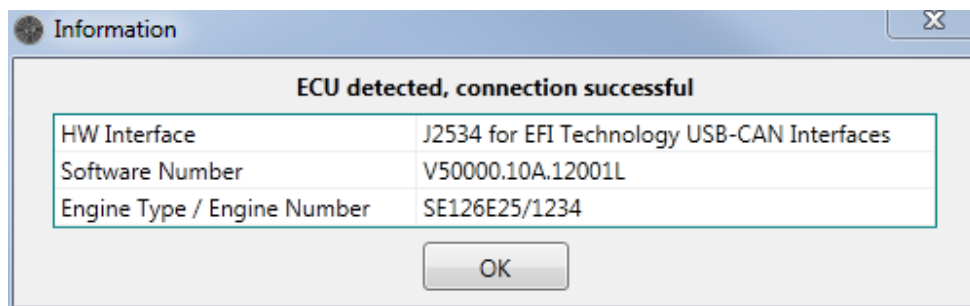 Information
ECU detected, connection successful
HW Interface J2534 for EFI Technology USB-CAN Interfaces
Software Number V50000.10A.12001L
Engine Type / Engine Number SE126E25/1234
OK